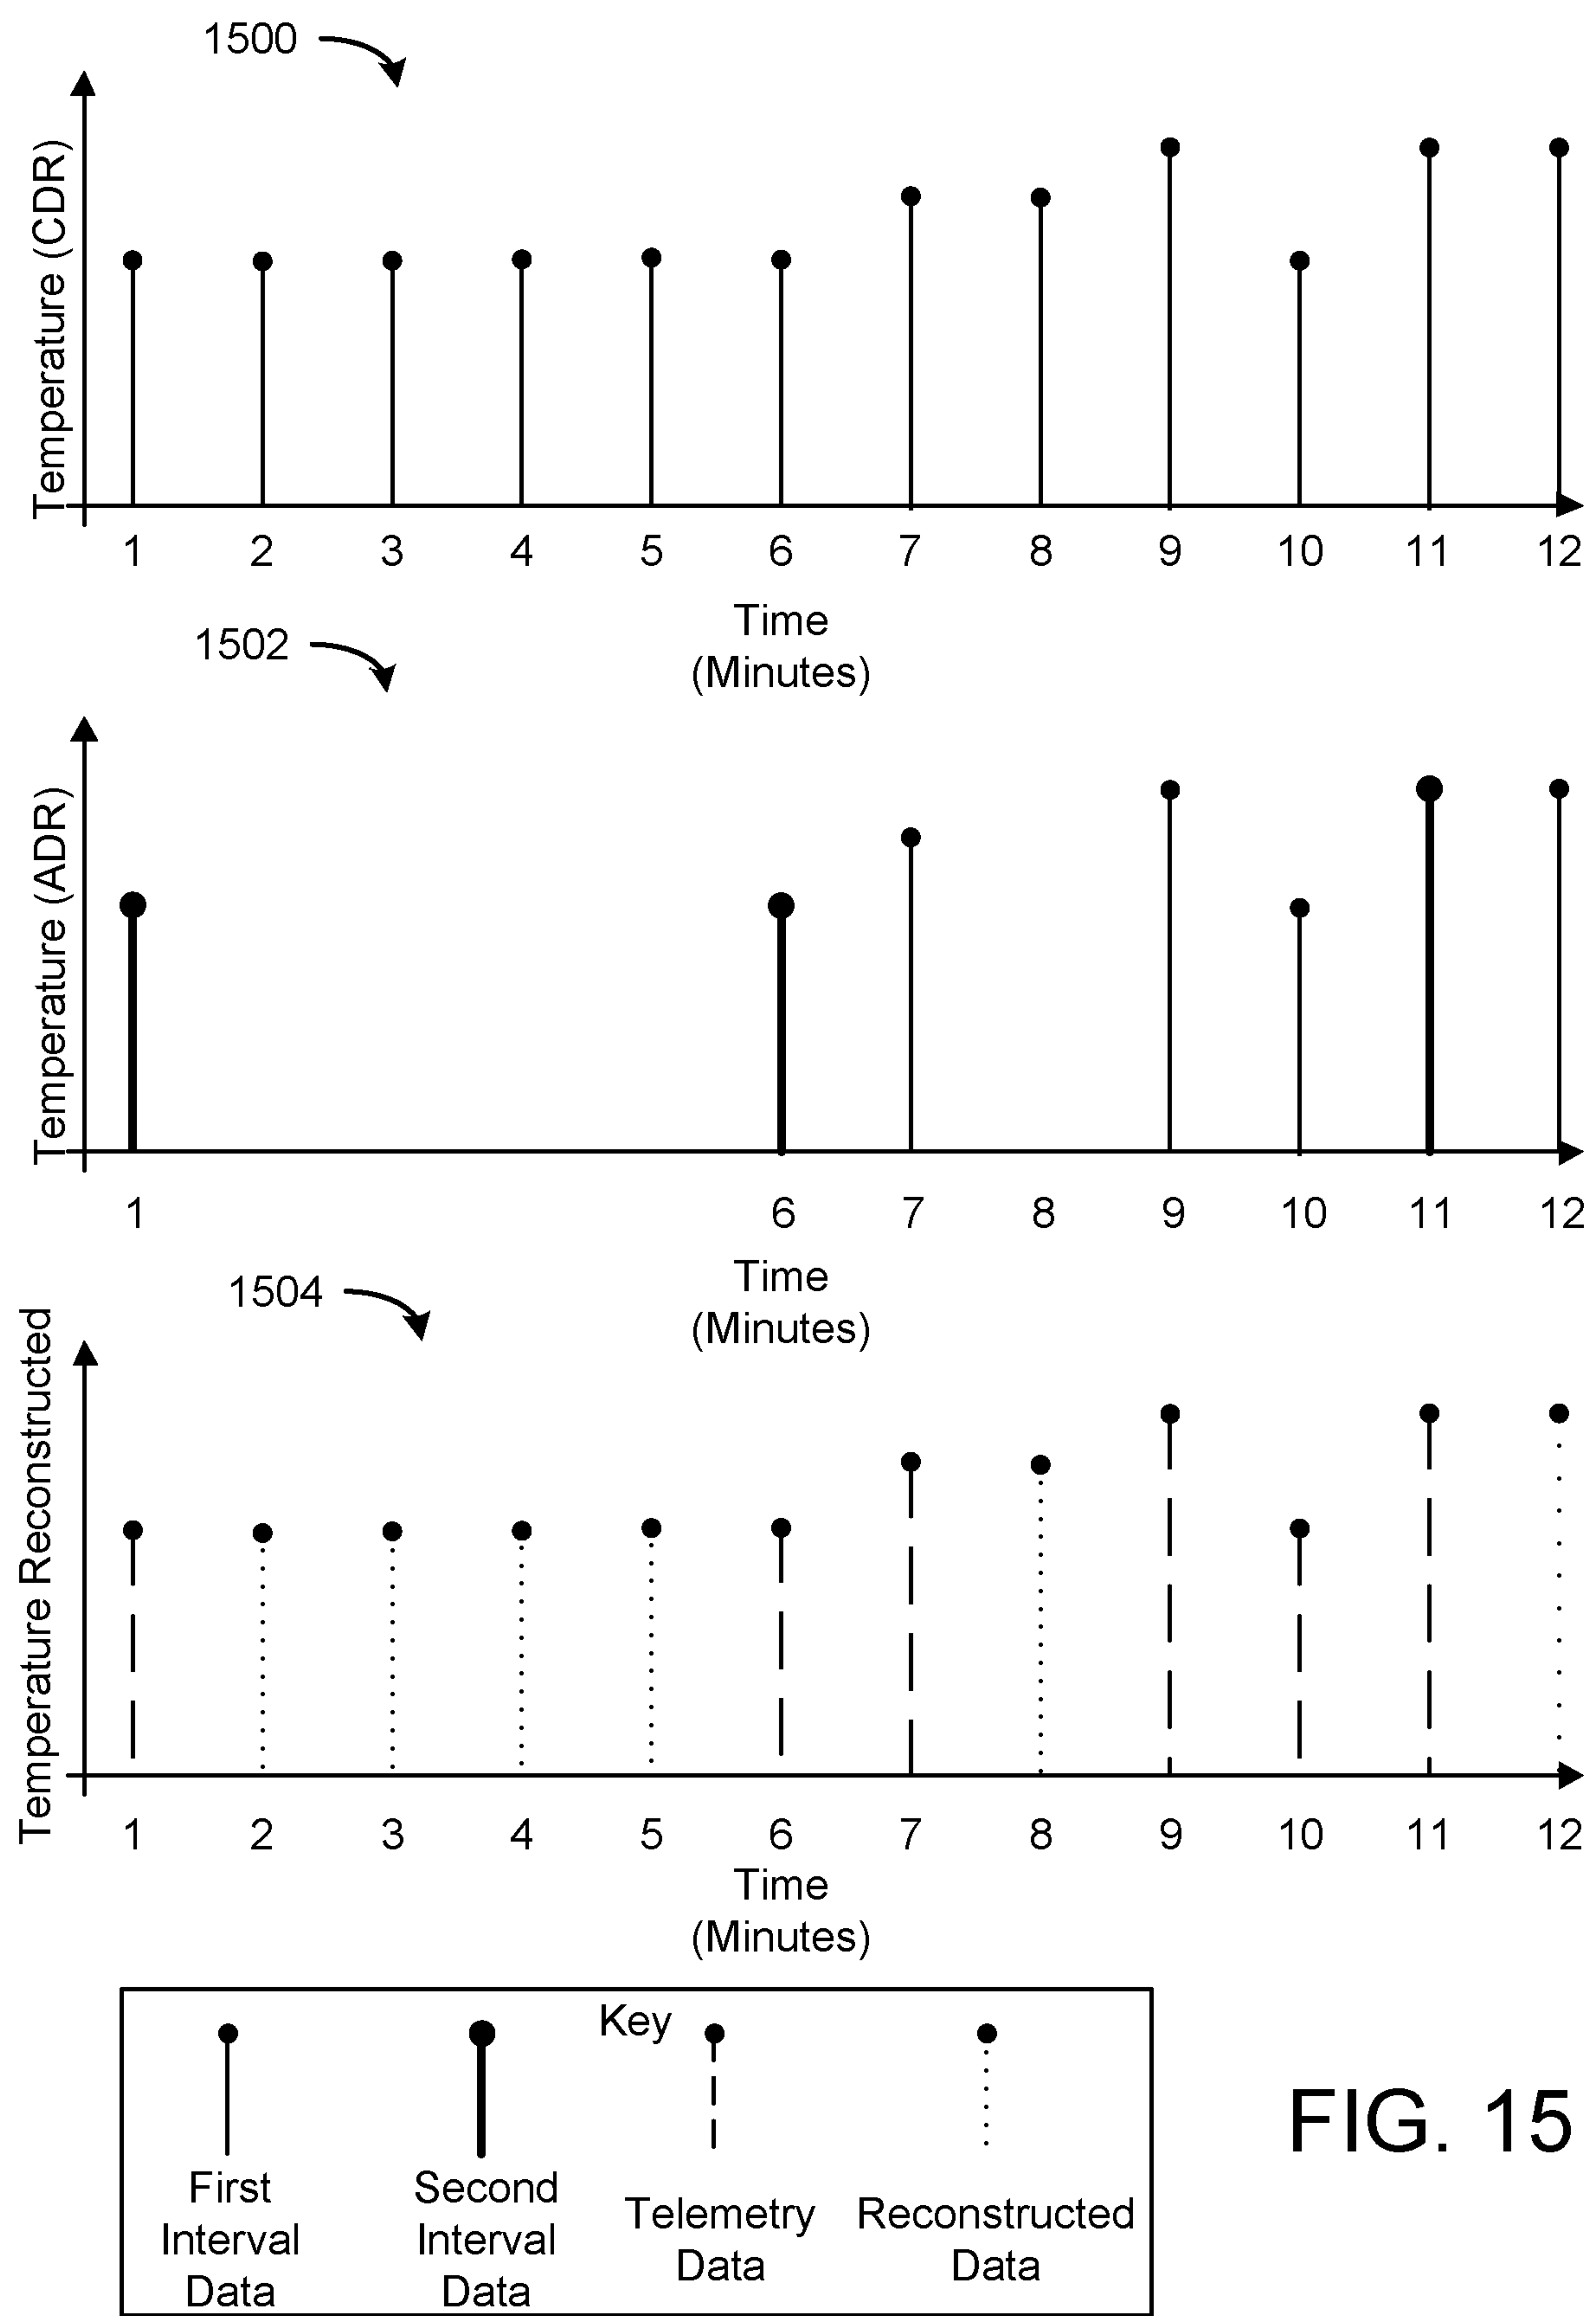 1500
Temperature (CDR)
1 2 3 4 5 6 7 8 9 10 11 12
Time
(Minutes)
1502
Temperature (ADR)
1 6 7 8 9 10 11 12
Time
(Minutes)
1504
Temperature Reconstructed
1 2 3 4 5 6 7 8 9 10 11 12
Time
(Minutes)
Key
First
Interval
Data
Second
Interval
Data
Telemetry
Data
Reconstructed
Data
FIG. 15